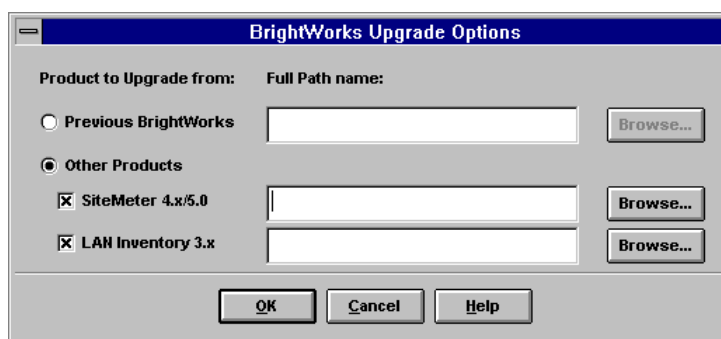 BrightWorks Upgrade Options
Product to Upgrade from: Full Path name:
Previous BrightWorks Browse...
Other Products
SiteMeter 4.x/5.0 Browse...
LAN Inventory 3.x Browse...
OK Cancel Help